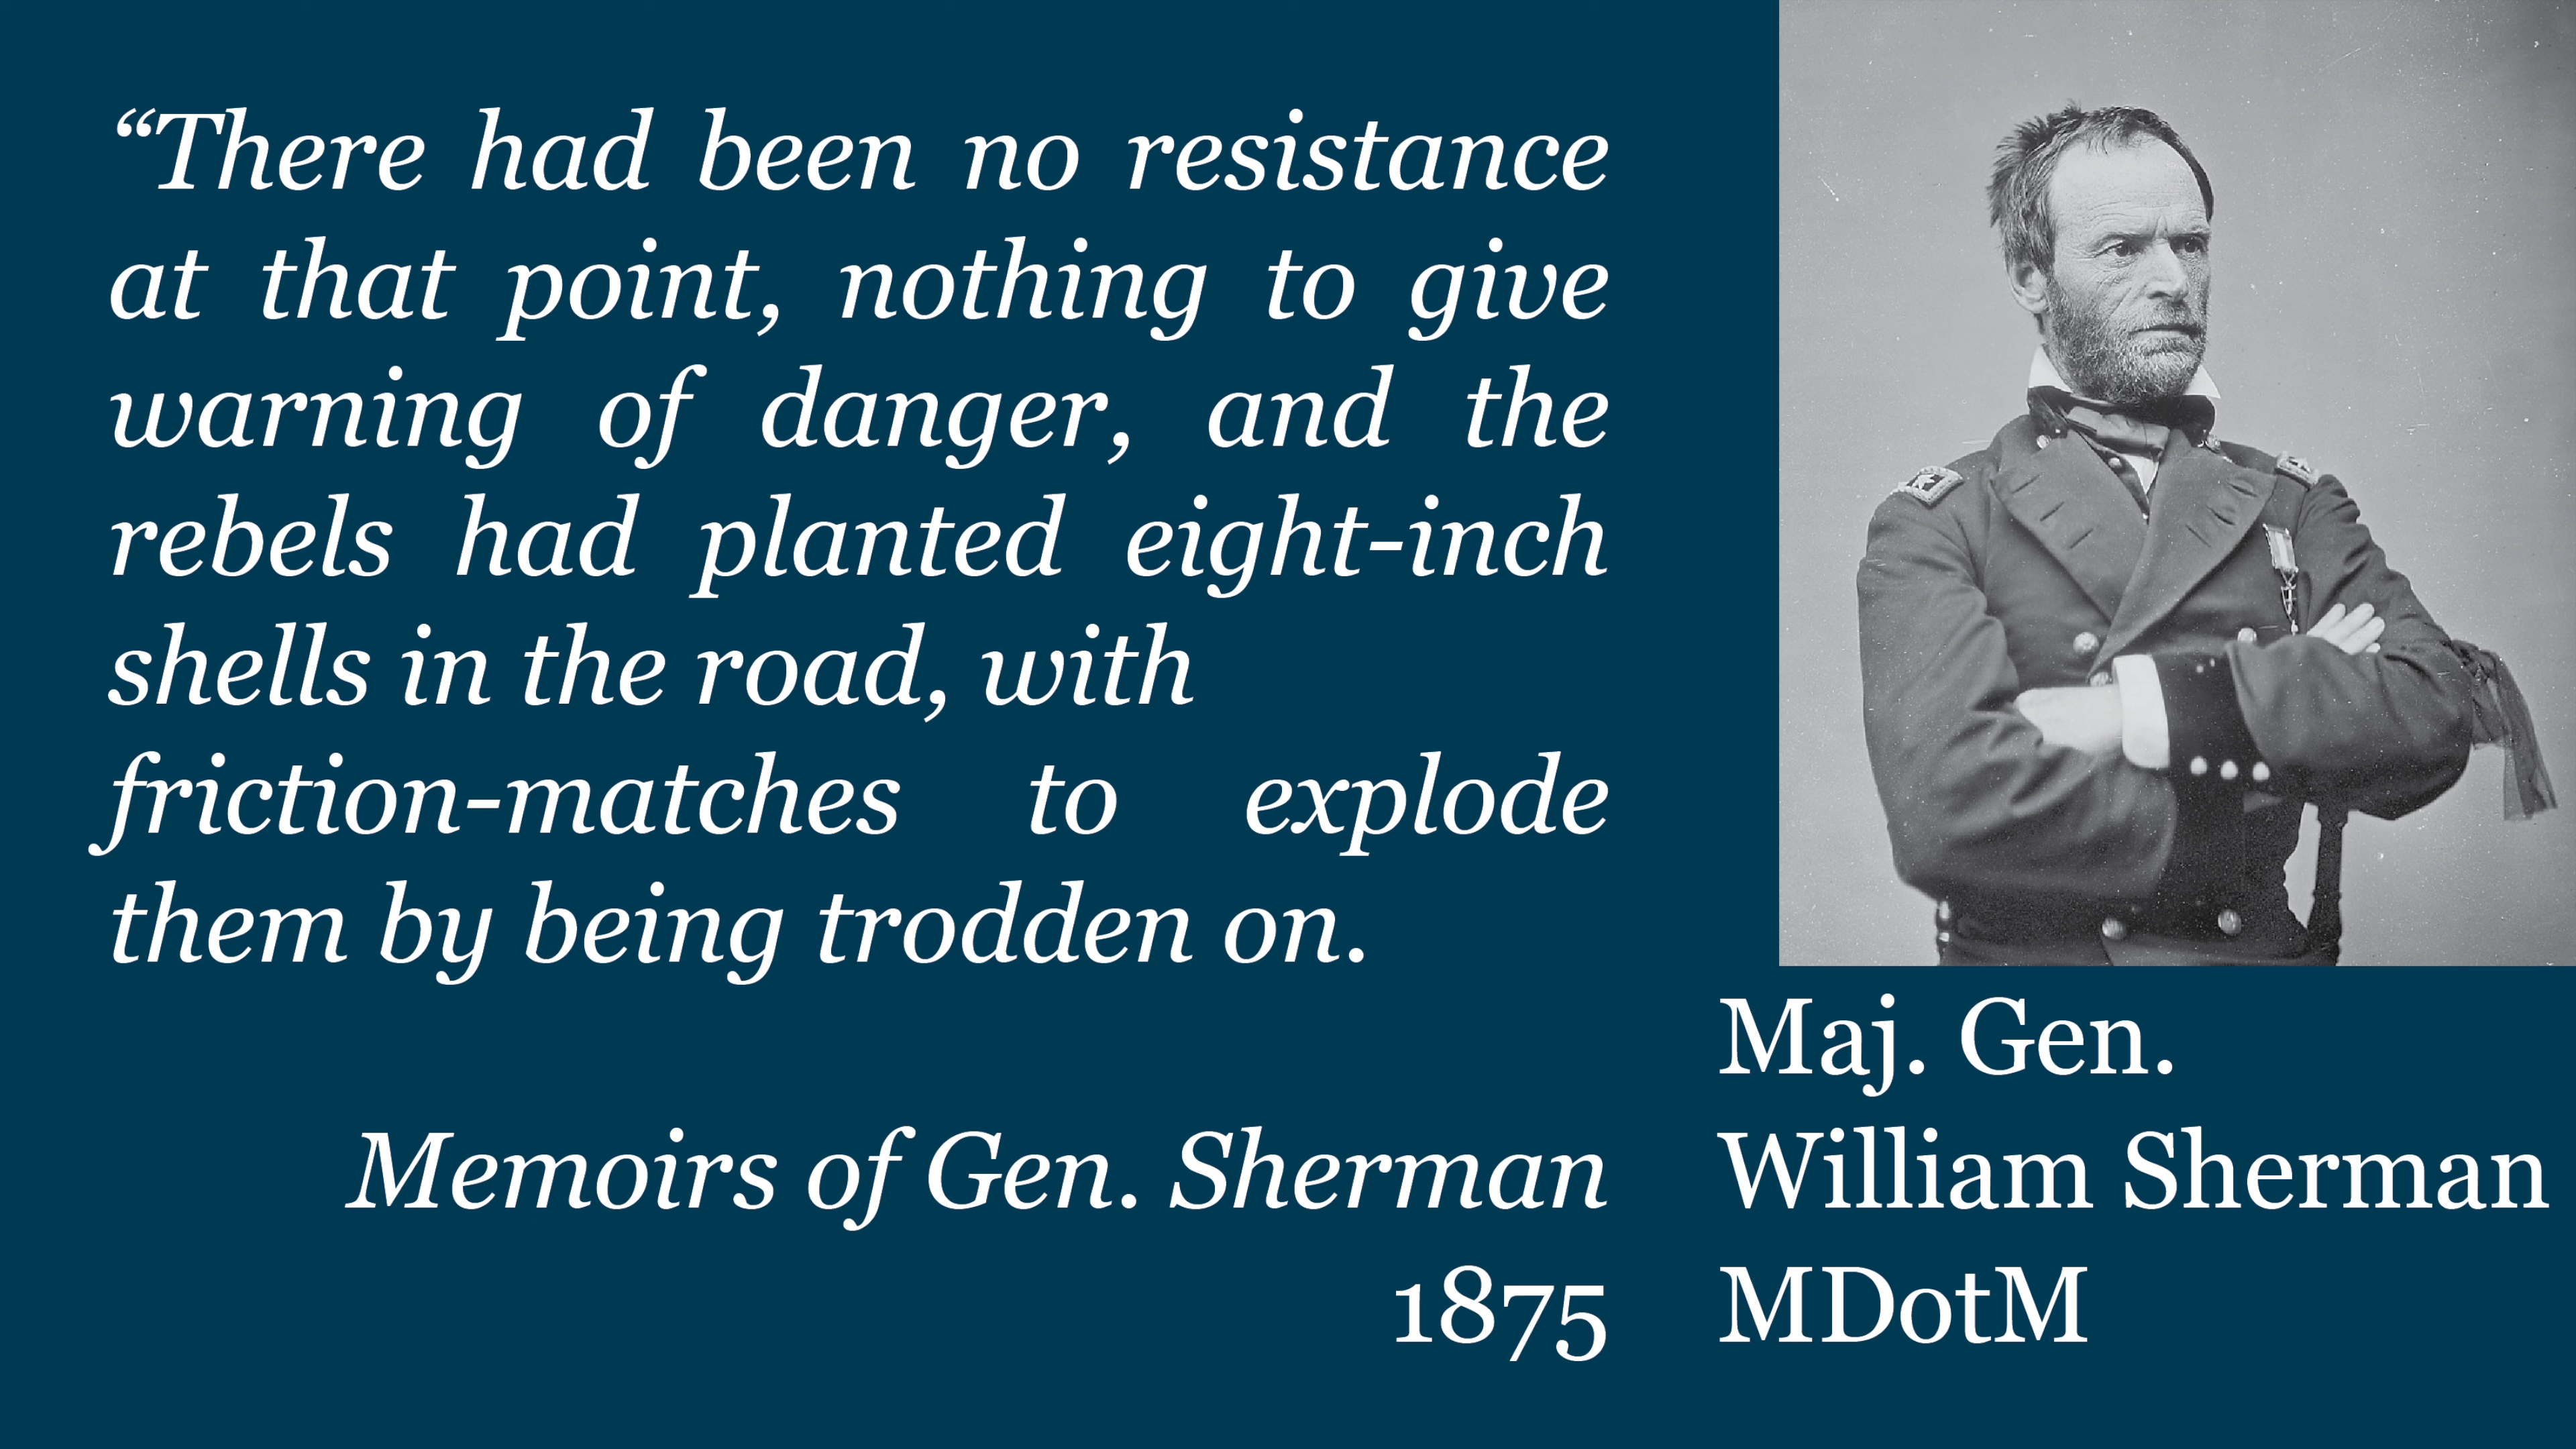 “There had been no resistance
at that point, nothing to give
warning of danger, and the
rebels had planted eight-inch
shells in the road, with
friction-matches to explode
them by being trodden on.
Memoirs of Gen. Sherman
1875
Maj. Gen.
William Sherman
MDotM